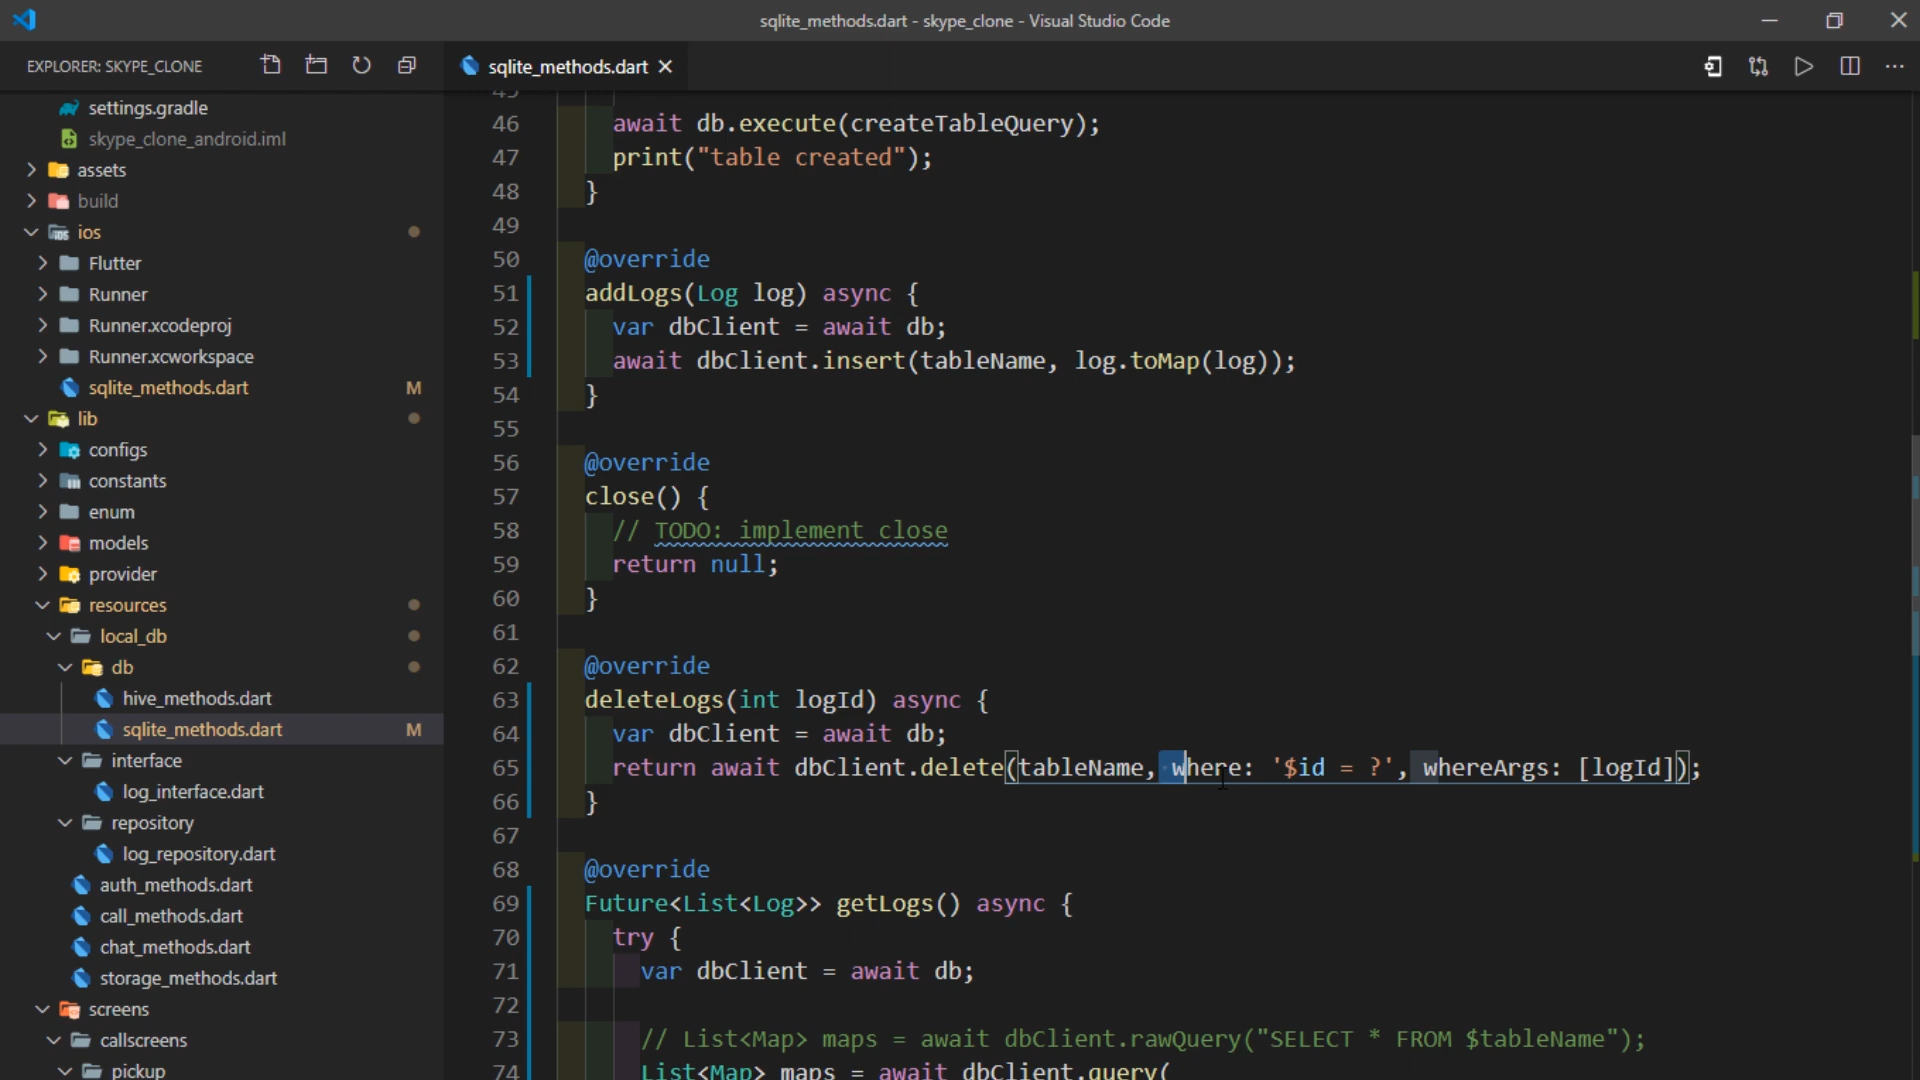 sqlite_methods.dart - skype_clone - Visual Studio Code
EXPLORER: SKYPE_CLONE
sqlite_methods.dart
settings.gradle
skype_clone_android.iml
assets
build
ios
Flutter
Runner
Runner.xcodeproj
Runner.xcworkspace
sqlite_methods.dart M
lib
configs
constants
enum
models
provider
resources
local_db
db
hive_methods.dart
sqlite_methods.dart M
interface
log_interface.dart
repository
log_repository.dart
auth_methods.dart
call_methods.dart
chat_methods.dart
storage_methods.dart
screens
callscreens
pickup
45
46 await db.execute(createTableQuery);
47 print("table created");
48 }
49
50 @override
51 addLogs(Log log) async {
52 var dbClient = await db;
53 await dbClient.insert(tableName, log.toMap(log));
54 }
55
56 @override
57 close() {
58 // TODO: implement close
59 return null;
60 }
61
62 @override
63 deleteLogs(int logId) async {
64 var dbClient = await db;
65 return await dbClient.delete(tableName, where: '$id = ?', whereArgs: [logId]);
66 }
67
68 @override
69 Future<List<Log>> getLogs() async {
70 try {
71 var dbClient = await db;
72
73 // List<Map> maps = await dbClient.rawQuery("SELECT * FROM $tableName");
74 List<Map> maps = await dbClient.query(